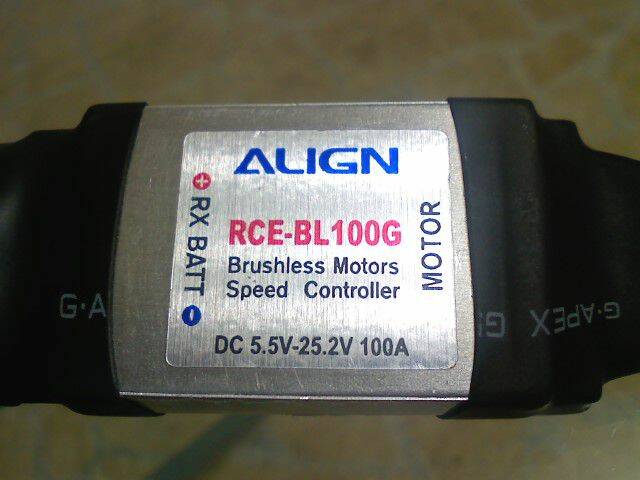 ALIGN
RCE-BL100G
Brushless Motors
Speed Controller
DC 5.5V-25.2V 100A
+ RX BATT -
MOTOR
G·A
G
G·APEX